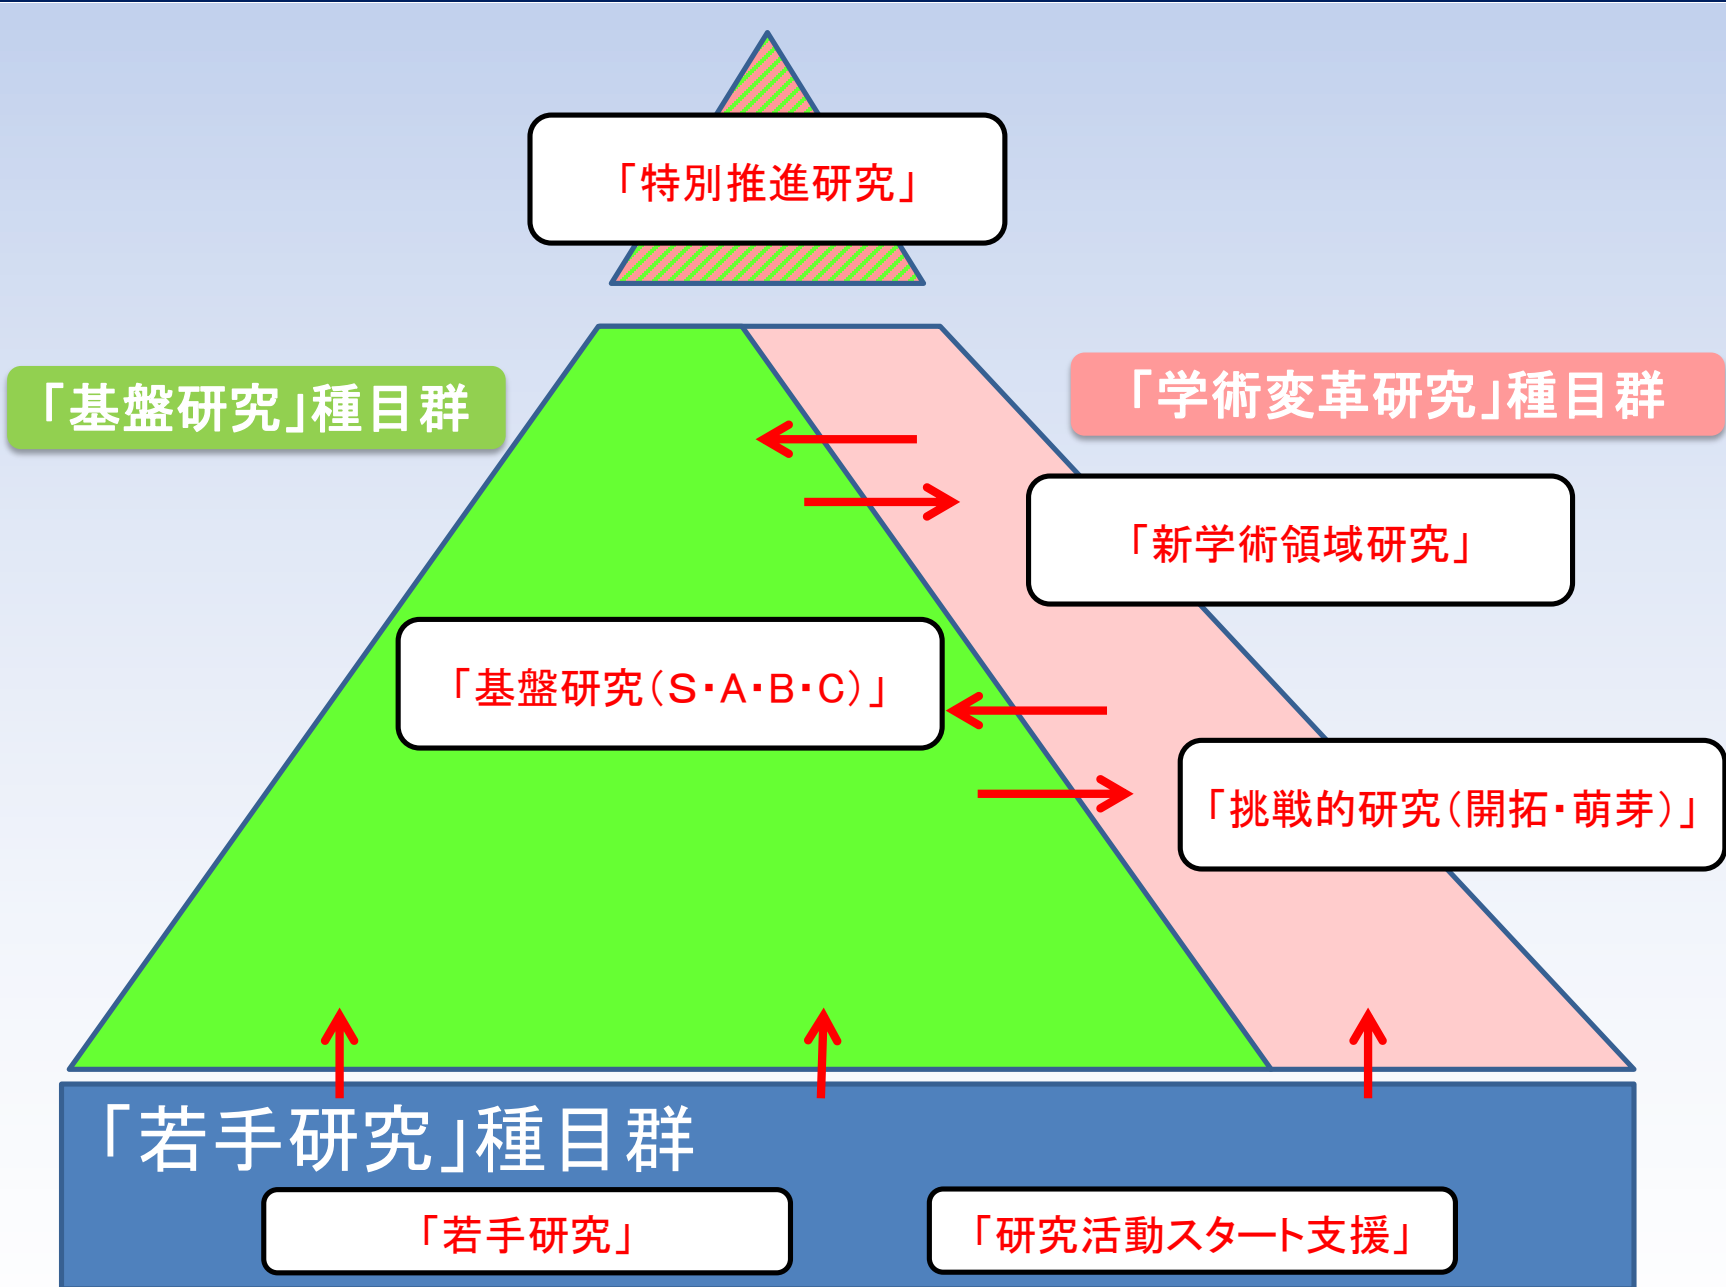 「特別推進研究」
「基盤研究」種目群
「学術変革研究」種目群
「新学術領域研究」
「基盤研究(S・A・B・C)」
「挑戦的研究(開拓・萌芽)」
「若手研究」種目群
「若手研究」
「研究活動スタート支援」